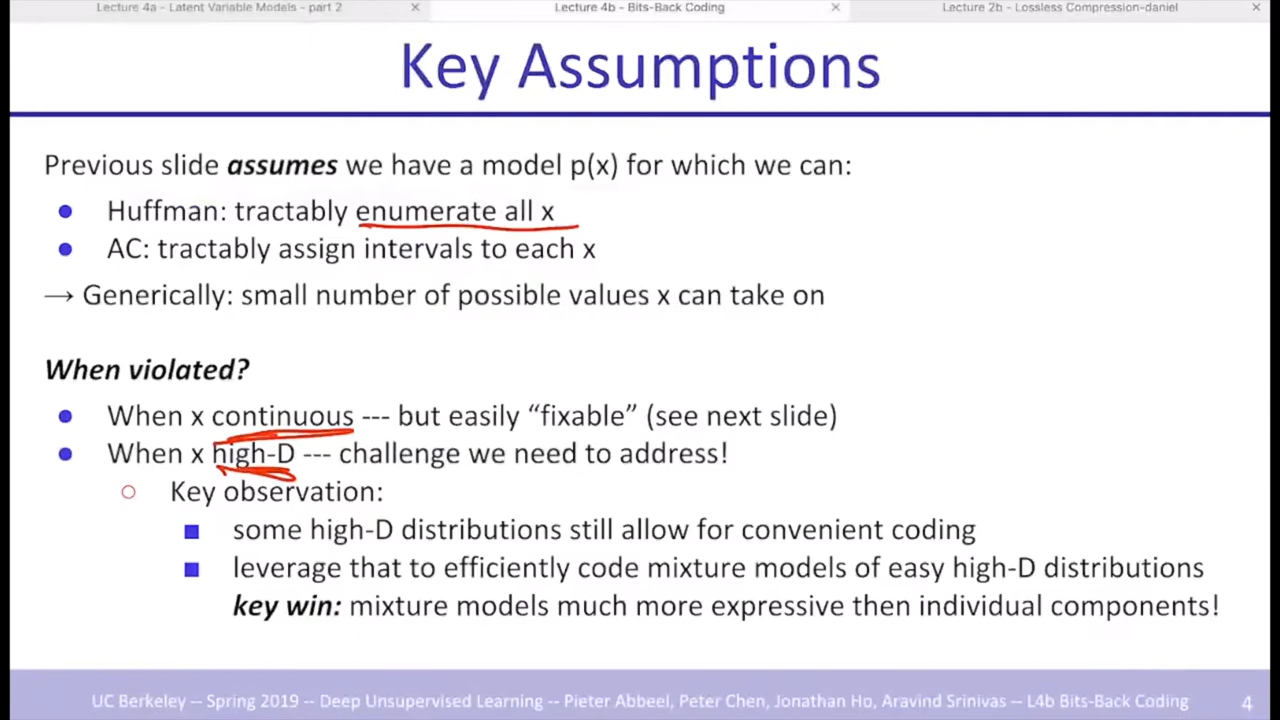 Lecture 4a - Latent Variable Models - part 2 × Lecture 4b - Bits-Back Coding × Lecture 2b - Lossless Compression-daniel ×
Key Assumptions
Previous slide assumes we have a model p(x) for which we can:
● Huffman: tractably enumerate all x
● AC: tractably assign intervals to each x
→ Generically: small number of possible values x can take on
When violated?
● When x continuous --- but easily “fixable” (see next slide)
● When x high-D --- challenge we need to address!
○ Key observation:
■ some high-D distributions still allow for convenient coding
■ leverage that to efficiently code mixture models of easy high-D distributions
key win: mixture models much more expressive then individual components!
UC Berkeley -- Spring 2019 -- Deep Unsupervised Learning -- Pieter Abbeel, Peter Chen, Jonathan Ho, Aravind Srinivas -- L4b Bits-Back Coding 4